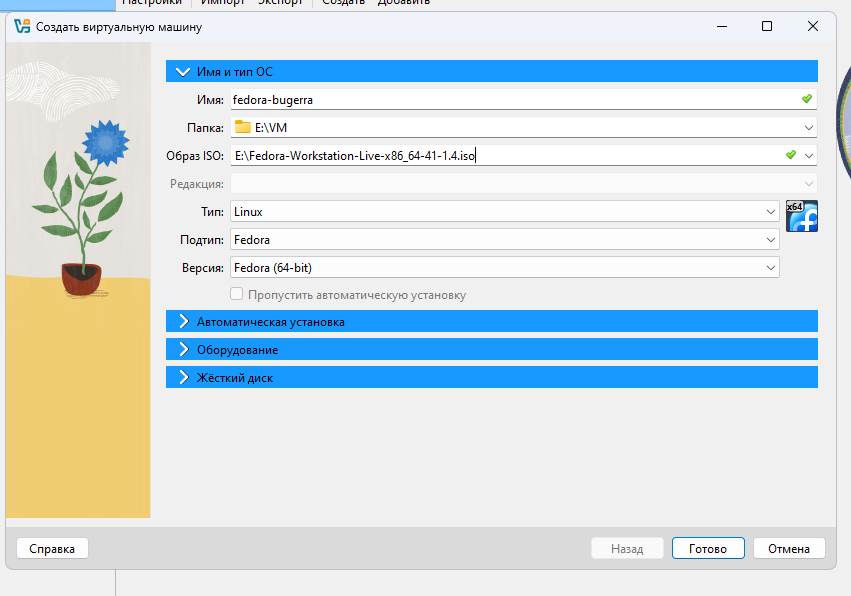 Настройки Импорт Экспорт Создать Добавить
Создать виртуальную машину
Имя и тип ОС
Имя: fedora-bugerra
Папка: E:\VM
Образ ISO: E:\Fedora-Workstation-Live-x86_64-41-1.4.iso
Редакция:
Тип: Linux
x64
Подтип: Fedora
Версия: Fedora (64-bit)
Пропустить автоматическую установку
Автоматическая установка
Оборудование
Жёсткий диск
Справка Назад Готово Отмена